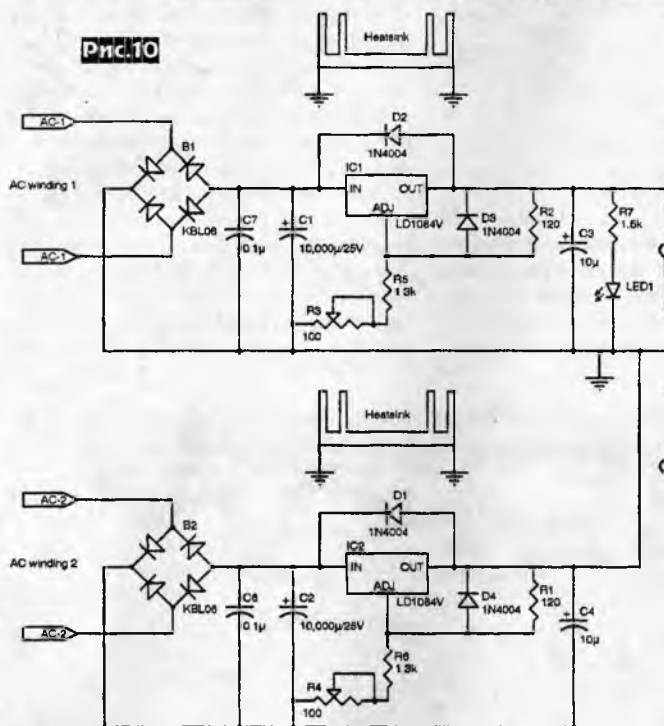 Рис.10
Heatsink
AC-1
B1
D2
1N4004
AC winding 1
IC1
IN
OUT
ADJ
LD1084V
KBL06
AC-1
C7
0.1µ
C1
10,000µ/25V
D3
1N4004
R2
120
C3
10µ
R7
1.5k
LED1
R5
1.3k
R3
100
Heatsink
AC-2
B2
D1
1N4004
AC winding 2
IC2
IN
OUT
ADJ
LD1084V
KBL06
AC-2
C6
0.1µ
C2
10,000µ/25V
D4
1N4004
R1
120
C4
10µ
R6
1.3k
R4
100